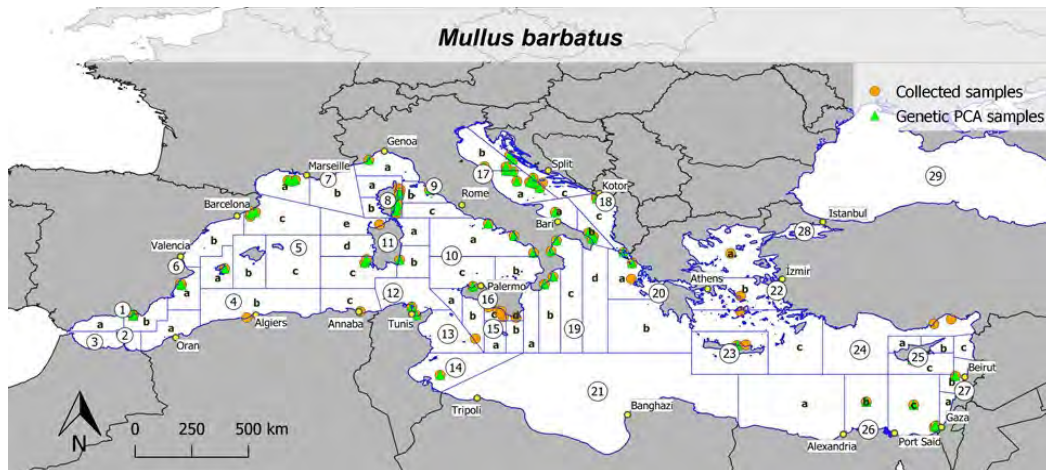 Mullus barbatus
Collected samples
Genetic PCA samples
Genoa
b
17
Split
a
c
Kotor
18
b
29
Marseille
7
a
b
a
b
8
b
9
Rome
c
Bari
a
b
Istanbul
28
Barcelona
c
e
11
d
5
b
Valencia
6
a
a
b
c
c
a
b
10
a
c
b
d
a
20
a
Athens
b
22
Izmir
Palermo
16
1
a
b
3
2
a
Oran
4
b
Algiers
c
Annaba
12
Tunis
a
b
c
d
13
15
a
b
a
b
c
19
b
23
c
24
a
b
c
25
c
Beirut
b
27
14
Tripoli
21
Banghazi
a
b
c
a
Gaza
Alexandria
26
Port Said
N
0 250 500 km